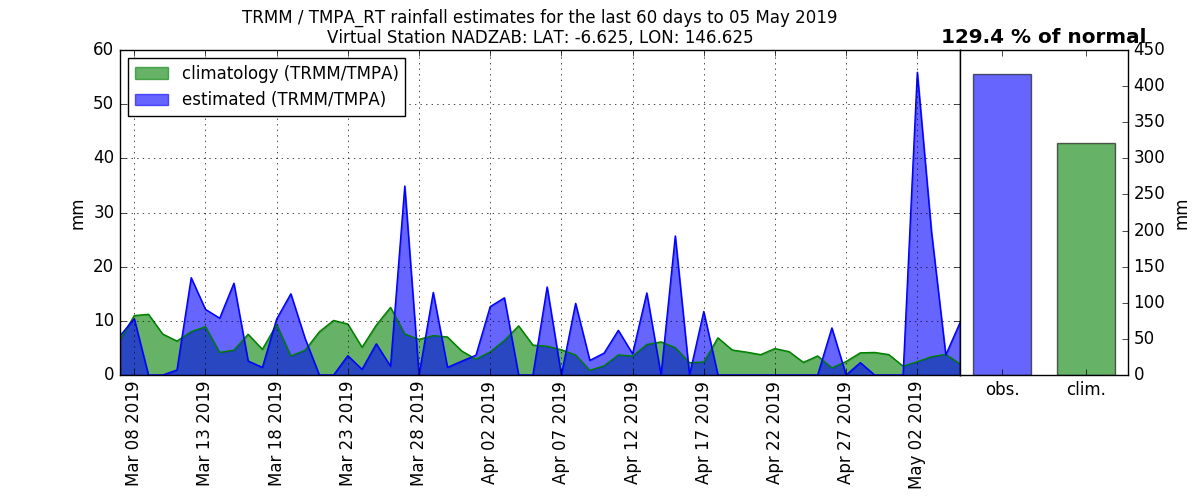 TRMM / TMPA_RT rainfall estimates for the last 60 days to 05 May 2019
Virtual Station NADZAB: LAT: -6.625, LON: 146.625
129.4 % of normal
climatology (TRMM/TMPA)
estimated (TRMM/TMPA)
60
50
40
30
20
10
0
mm
Mar 08 2019
Mar 13 2019
Mar 18 2019
Mar 23 2019
Mar 28 2019
Apr 02 2019
Apr 07 2019
Apr 12 2019
Apr 17 2019
Apr 22 2019
Apr 27 2019
May 02 2019
450
400
350
300
250
200
150
100
50
0
mm
obs.
clim.